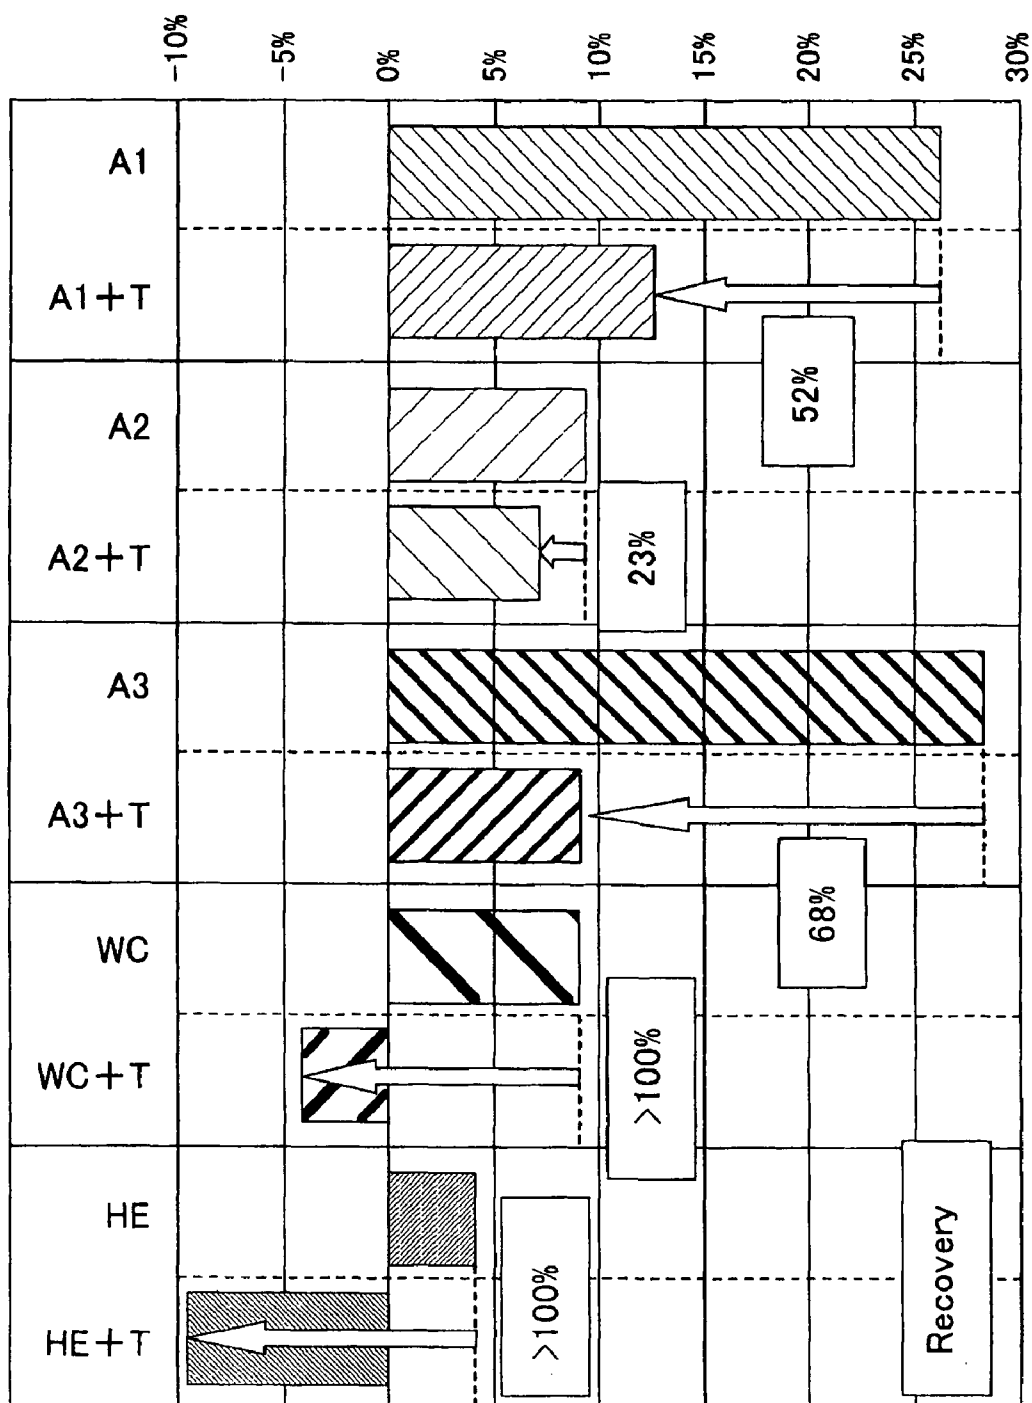 -10%
-5%
0%
5%
10%
15%
20%
25%
30%
A1
A1+T
A2
A2+T
A3
A3+T
WC
WC+T
HE
HE+T
52%
23%
68%
>100%
>100%
Recovery